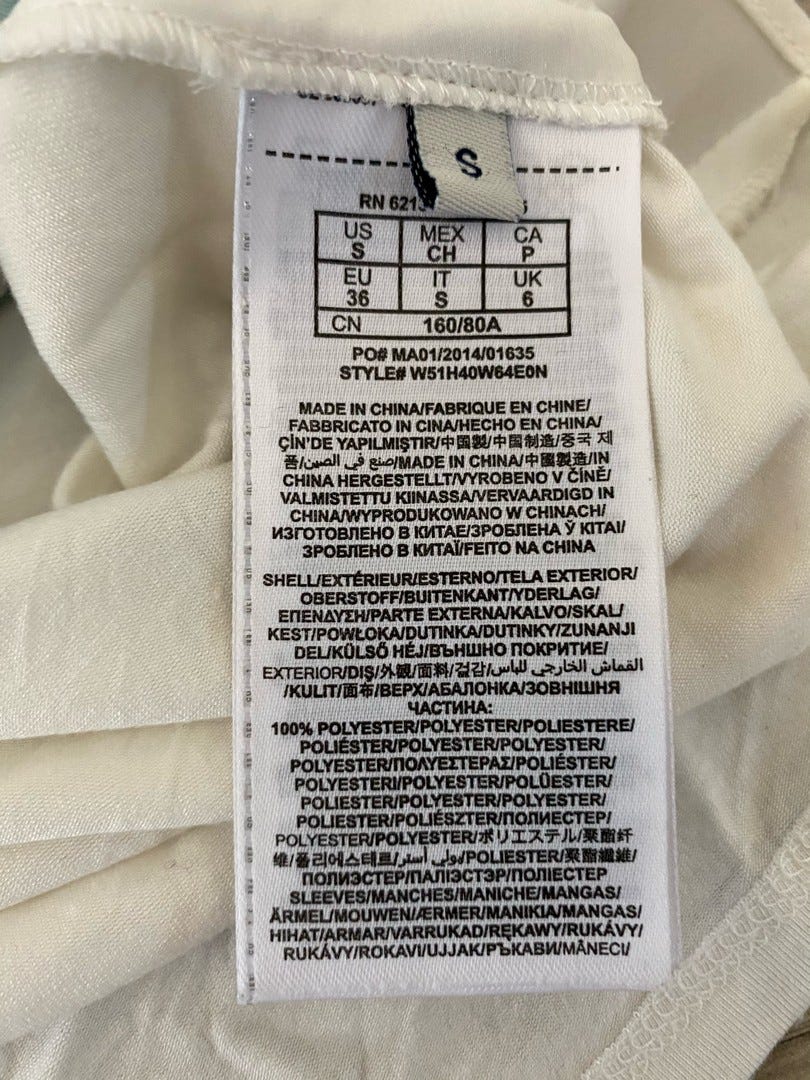 S
RN 621
US MEX CA
S CH P
EU IT UK
36 S 6
CN 160/80A
PO# MA01/2014/01635
STYLE# W51H40W64E0N
MADE IN CHINA/FABRIQUE EN CHINE/
FABBRICATO IN CINA/HECHO EN CHINA/
ÇİN'DE YAPILMIŞTIR/中國製/中国制造/중국 제
품/صنع في الصين/MADE IN CHINA/中國製造/IN
CHINA HERGESTELLT/VYROBENO V ČÍNĚ/
VALMISTETTU KIINASSA/VERVAARDIGD IN
CHINA/WYPRODUKOWANO W CHINACH/
ИЗГОТОВЛЕНО В КИТАЕ/ЗРОБЛЕНА Ў КІТАІ/
ЗРОБЛЕНО В КИТАЇ/FEITO NA CHINA
SHELL/EXTÉRIEUR/ESTERNO/TELA EXTERIOR/
OBERSTOFF/BUITENKANT/YDERLAG/
ΕΠΕΝΔΥΣΗ/PARTE EXTERNA/KALVO/SKAL/
KEST/POWŁOKA/DUTINKA/DUTINKY/ZUNANJI
DEL/KÜLSŐ HÉJ/ВЪНШНО ПОКРИТИЕ/
EXTERIOR/DIŞ/外観/面料/겉감/القماش الخارجي للباس
/KULIT/面布/ВЕРХ/АБАЛОНКА/ЗОВНІШНЯ
ЧАСТИНА:
100% POLYESTER/POLYESTER/POLIESTERE/
POLIÉSTER/POLYESTER/POLYESTER/
POLYESTER/ΠΟΛΥΕΣΤΕΡΑΣ/POLIÉSTER/
POLYESTERI/POLYESTER/POLÜESTER/
POLIESTER/POLYESTER/POLYESTER/
POLIESTER/POLIÉSZTER/ПОЛИЕСТЕР/
POLYESTER/POLYESTER/ポリエステル/聚酯纤
维/폴리에스테르/بولي أستر/POLIESTER/聚酯纖維/
ПОЛИЭСТЕР/ПАЛІЭСТЭР/ПОЛІЕСТЕР
SLEEVES/MANCHES/MANICHE/MANGAS/
ÄRMEL/MOUWEN/ÆRMER/MANIKIA/MANGAS/
HIHAT/ARMAR/VARRUKAD/RĘKAWY/RUKÁVY/
RUKÁVY/ROKAVI/UJJAK/РЪКАВИ/MÂNECI/